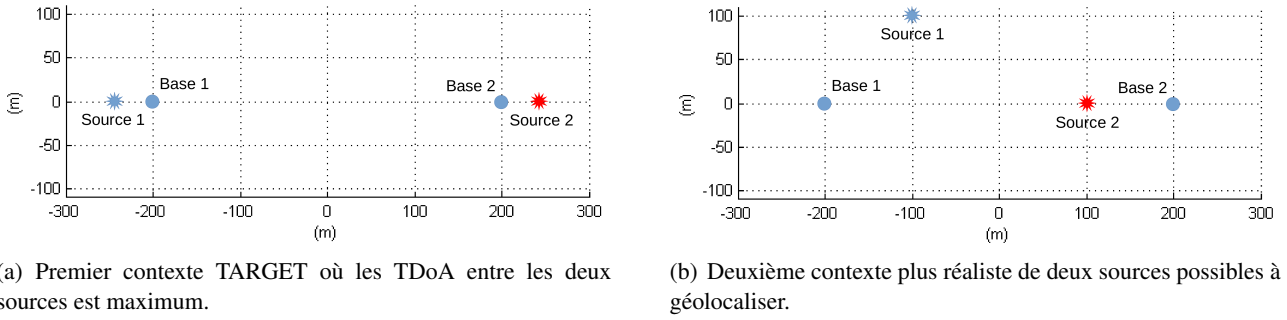 100
50
0
-50
-100
(m)
Base 1
Source 1
Base 2
Source 2
-300 -200 -100 0 100 200 300
(m)
(a) Premier contexte TARGET où les TDoA entre les deux
sources est maximum.
100
50
0
-50
-100
(m)
Source 1
Base 1
Base 2
Source 2
-300 -200 -100 0 100 200 300
(m)
(b) Deuxième contexte plus réaliste de deux sources possibles à
géolocaliser.